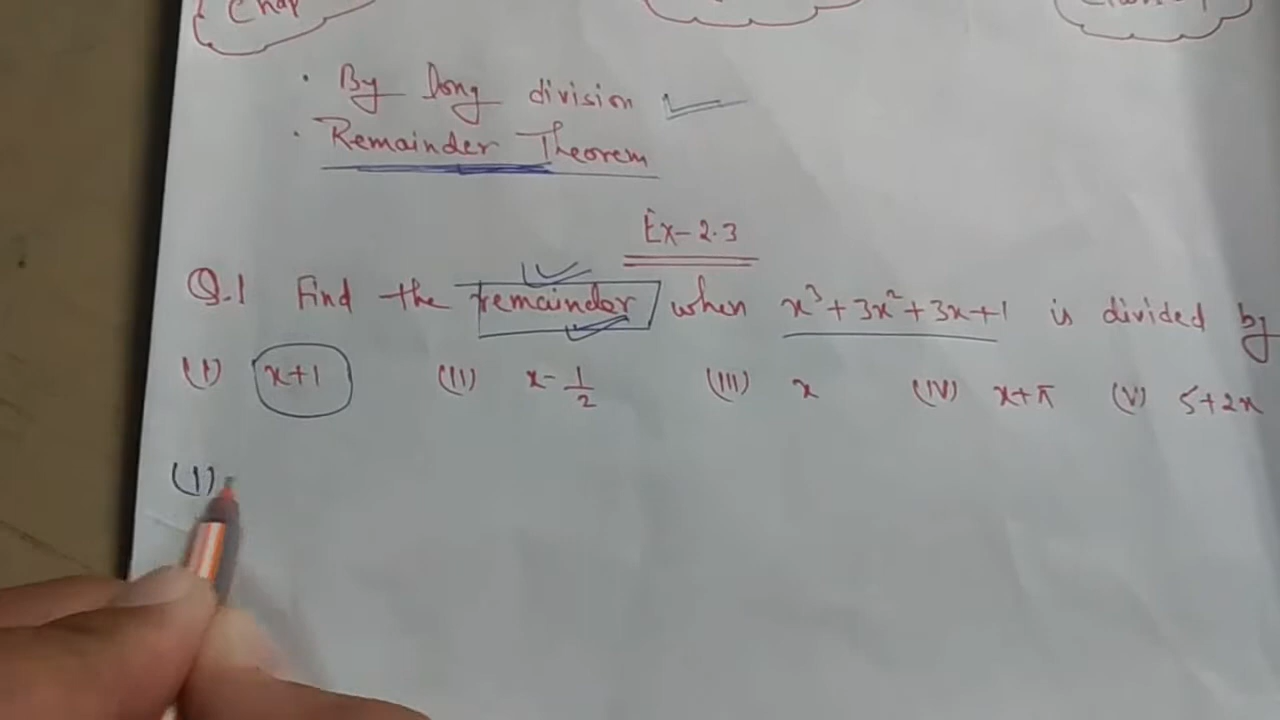 Chap
· By long division
· Remainder Theorem
Ex-2.3
Q.1 Find the remainder when x³+3x²+3x+1 is divided by
(I) x+1 (II) x-1/2 (III) x (IV) x+π (V) 5+2x
(I)